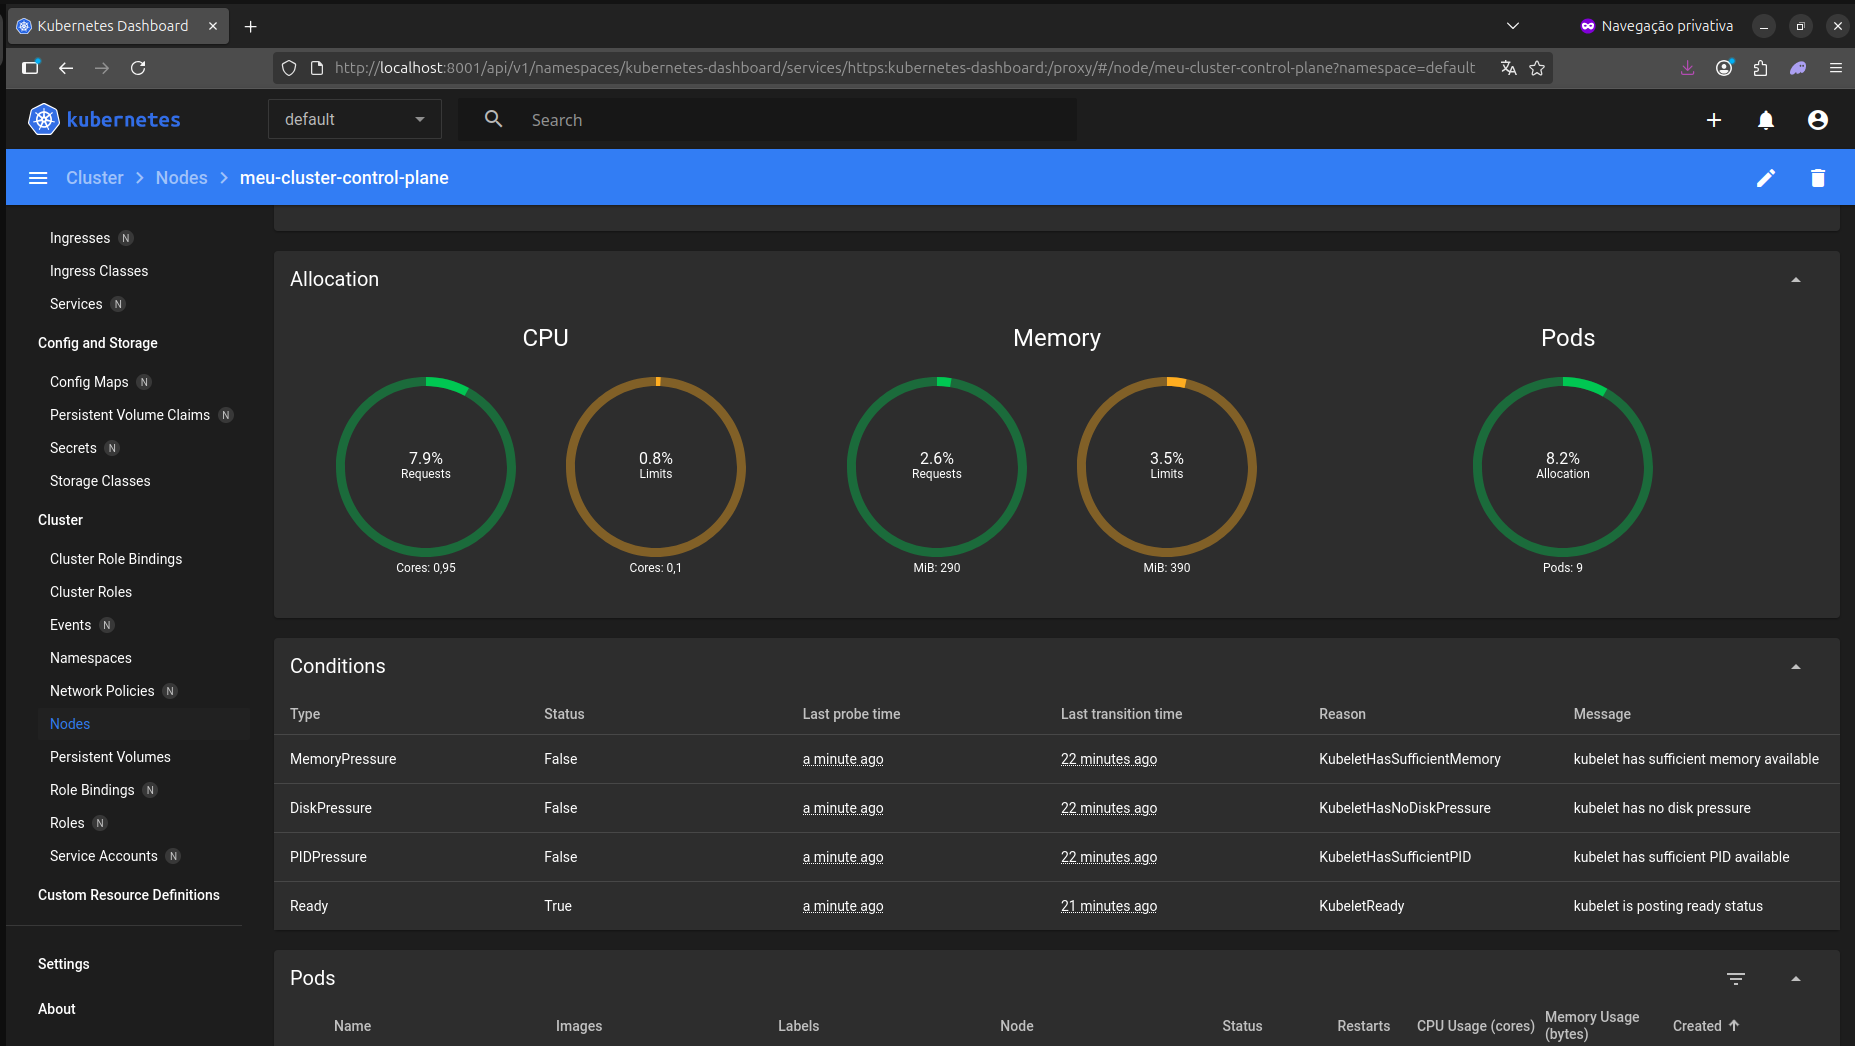 Kubernetes Dashboard
Navegação privativa
http://localhost:8001/api/v1/namespaces/kubernetes-dashboard/services/https:kubernetes-dashboard:/proxy/#/node/meu-cluster-control-plane?namespace=default
kubernetes
default
Search
Cluster > Nodes > meu-cluster-control-plane
Ingresses N
Ingress Classes
Services N
Config and Storage
Config Maps N
Persistent Volume Claims N
Secrets N
Storage Classes
Cluster
Cluster Role Bindings
Cluster Roles
Events N
Namespaces
Network Policies N
Nodes
Persistent Volumes
Role Bindings N
Roles N
Service Accounts N
Custom Resource Definitions
Settings
About
Allocation
CPU
7.9%
Requests
Cores: 0,95
0.8%
Limits
Cores: 0,1
Memory
2.6%
Requests
MiB: 290
3.5%
Limits
MiB: 390
Pods
8.2%
Allocation
Pods: 9
Conditions
Type Status Last probe time Last transition time Reason Message
MemoryPressure False a minute ago 22 minutes ago KubeletHasSufficientMemory kubelet has sufficient memory available
DiskPressure False a minute ago 22 minutes ago KubeletHasNoDiskPressure kubelet has no disk pressure
PIDPressure False a minute ago 22 minutes ago KubeletHasSufficientPID kubelet has sufficient PID available
Ready True a minute ago 21 minutes ago KubeletReady kubelet is posting ready status
Pods
Name Images Labels Node Status Restarts CPU Usage (cores) Memory Usage (bytes) Created